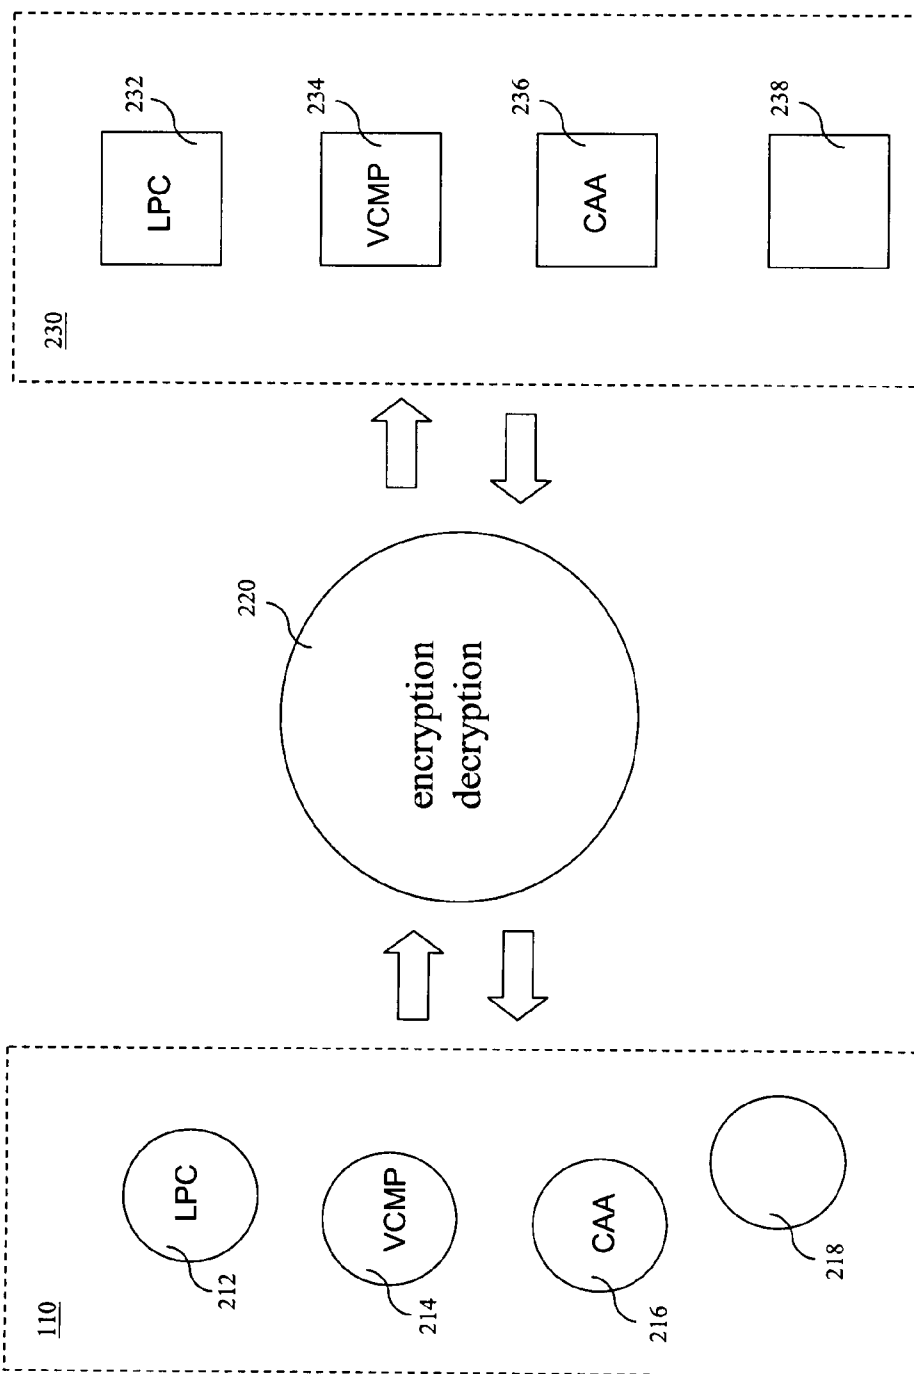 110
LPC
212
VCMP
214
CAA
216
218
220
encryption
decryption
230
LPC
232
VCMP
234
CAA
236
238